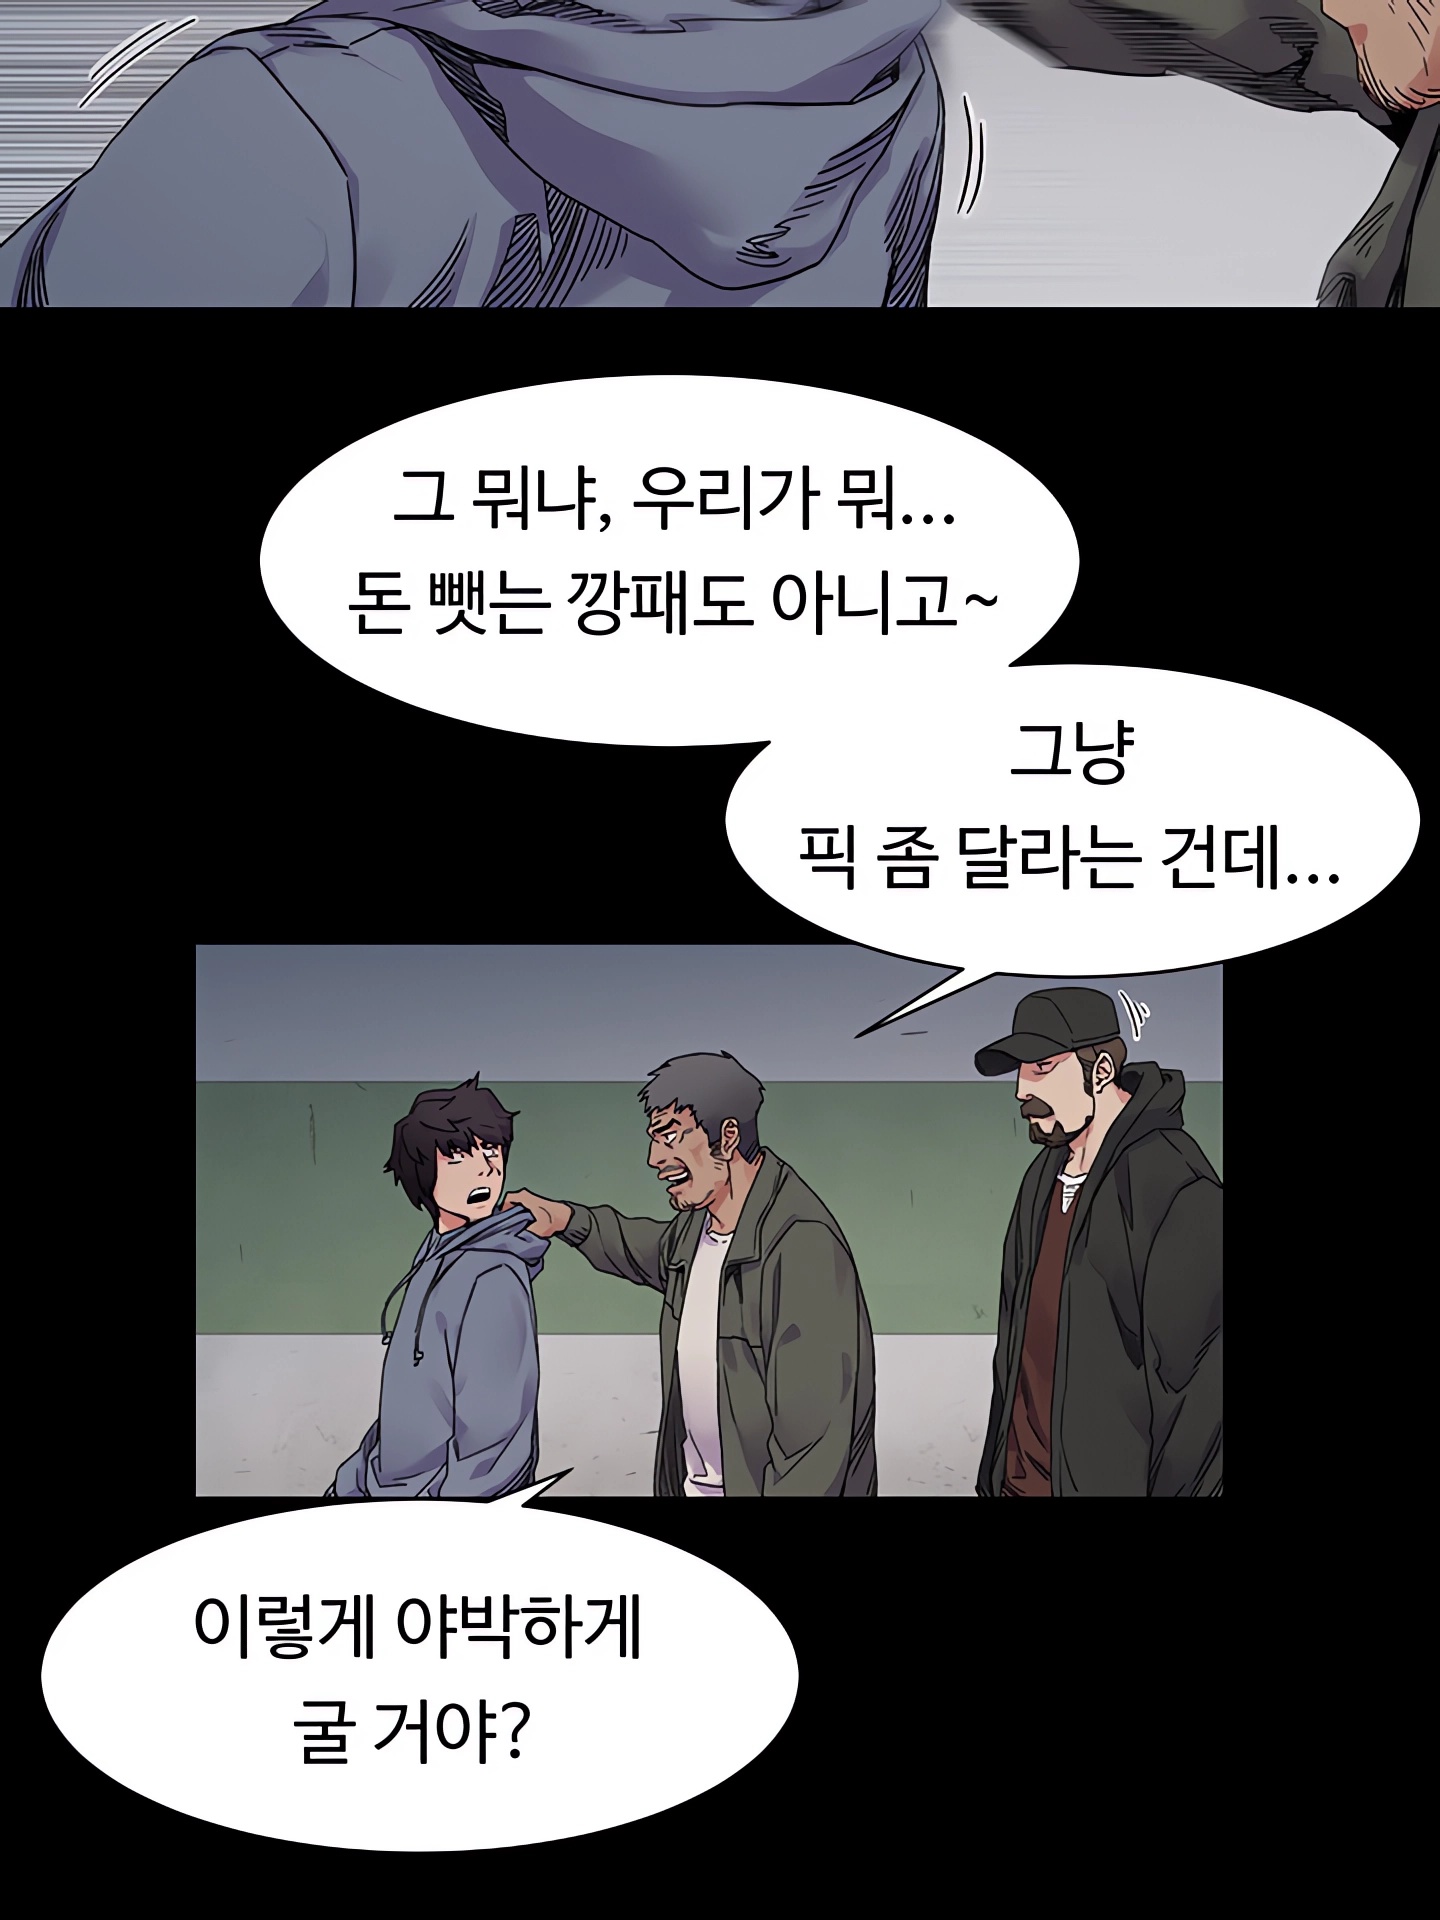 그 뭐냐, 우리가 뭐...
돈 뺏는 깡패도 아니고~
그냥
픽 좀 달라는 건데...
이렇게 야박하게
굴 거야?